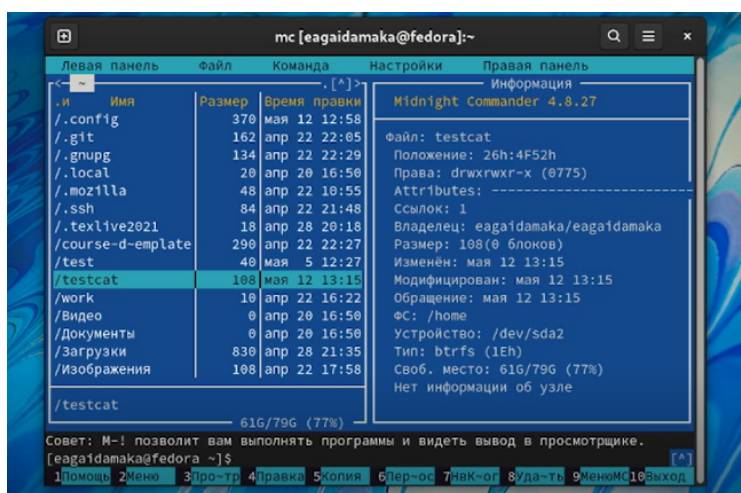 mc [eagaidamaka@fedora]:~
Левая панель Файл Команда Настройки Правая панель
<- ~ .[^]> Информация
.и Имя Размер Время правки Midnight Commander 4.8.27
/.config 370 мая 12 12:58
/.git 162 апр 22 22:05 Файл: testcat
/.gnupg 134 апр 22 22:29 Положение: 26h:4F52h
/.local 20 апр 20 16:50 Права: drwxrwxr-x (0775)
/.mozilla 48 апр 22 10:55 Attributes: --------------------
/.ssh 84 апр 22 21:48 Ссылок: 1
/.texlive2021 18 апр 28 20:18 Владелец: eagaidamaka/eagaidamaka
/course-d~emplate 290 апр 22 22:27 Размер: 108(0 блоков)
/test 40 мая 5 12:27 Изменён: мая 12 13:15
/testcat 108 мая 12 13:15 Модифицирован: мая 12 13:15
/work 10 апр 22 16:22 Обращение: мая 12 13:15
/Видео 0 апр 20 16:50 ФС: /home
/Документы 0 апр 20 16:50 Устройство: /dev/sda2
/Загрузки 830 апр 28 21:35 Тип: btrfs (1Eh)
/Изображения 108 апр 22 17:58 Своб. место: 61G/79G (77%)
Нет информации об узле
/testcat
61G/79G (77%)
Совет: M-! позволит вам выполнять программы и видеть вывод в просмотрщике.
[eagaidamaka@fedora ~]$ [^]
1Помощь 2Меню 3Про~тр 4Правка 5Копия 6Пер~ос 7НвК~ог 8Уда~ть 9МенюMC 10Выход